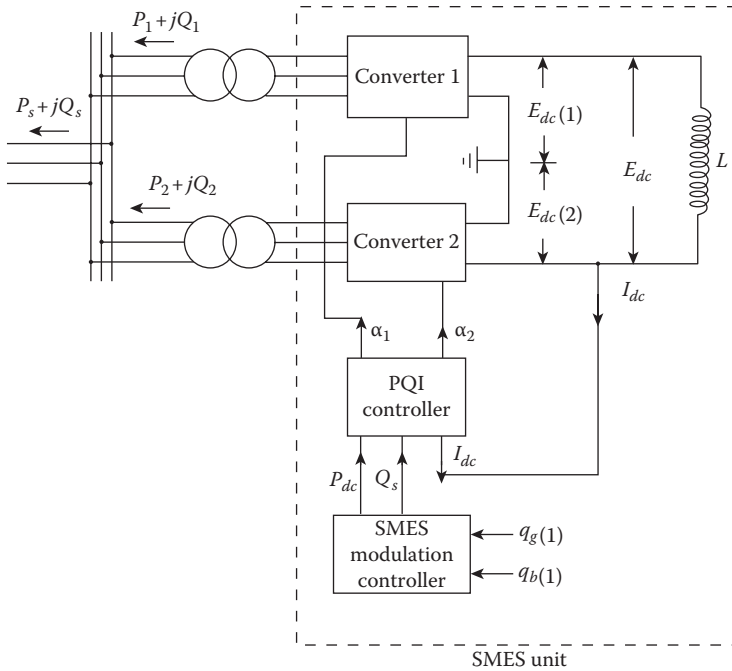 P1 + jQ1
Converter 1
Edc(1)
Ps + jQs
Edc
L
P2 + jQ2
Edc(2)
Converter 2
Idc
α1
α2
PQI
controller
Idc
Pdc
Qs
SMES
modulation
controller
qg(1)
qb(1)
SMES unit